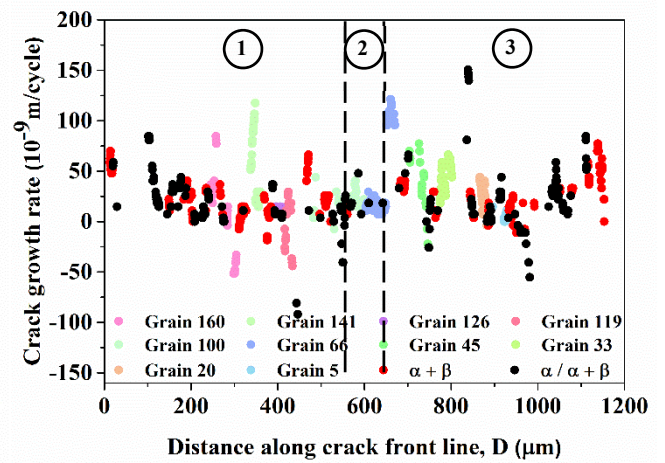 200
150
100
50
0
-50
-100
-150
Crack growth rate (10⁻⁹ m/cycle)
1
2
3
Grain 160 Grain 141 Grain 126 Grain 119
Grain 100 Grain 66 Grain 45 Grain 33
Grain 20 Grain 5 α + β α / α + β
0 200 400 600 800 1000 1200
Distance along crack front line, D (μm)